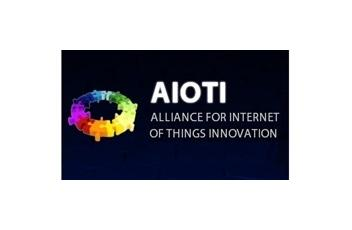 AIOTI
ALLIANCE FOR INTERNET
OF THINGS INNOVATION